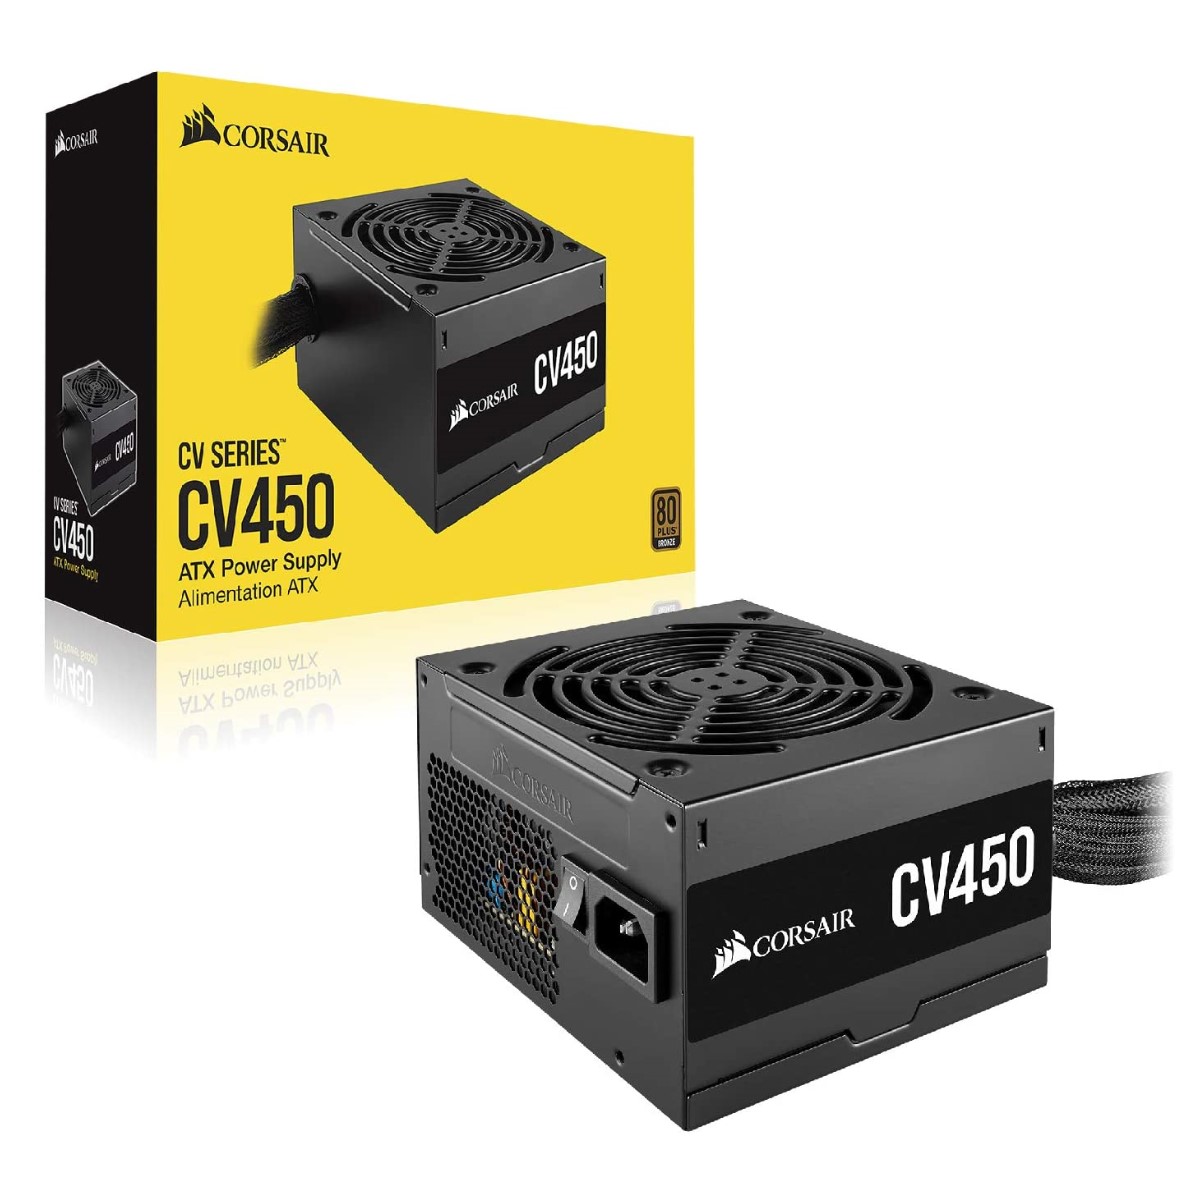 CORSAIR
CORSAIR
CORSAIR
CV450
CV SERIES™
CV450
ATX Power Supply
Alimentation ATX
80
PLUS
BRONZE
CORSAIR
CV450
CV SERIES
CV450
ATX Power Supply
CORSAIR
O
I
CORSAIR
CV450